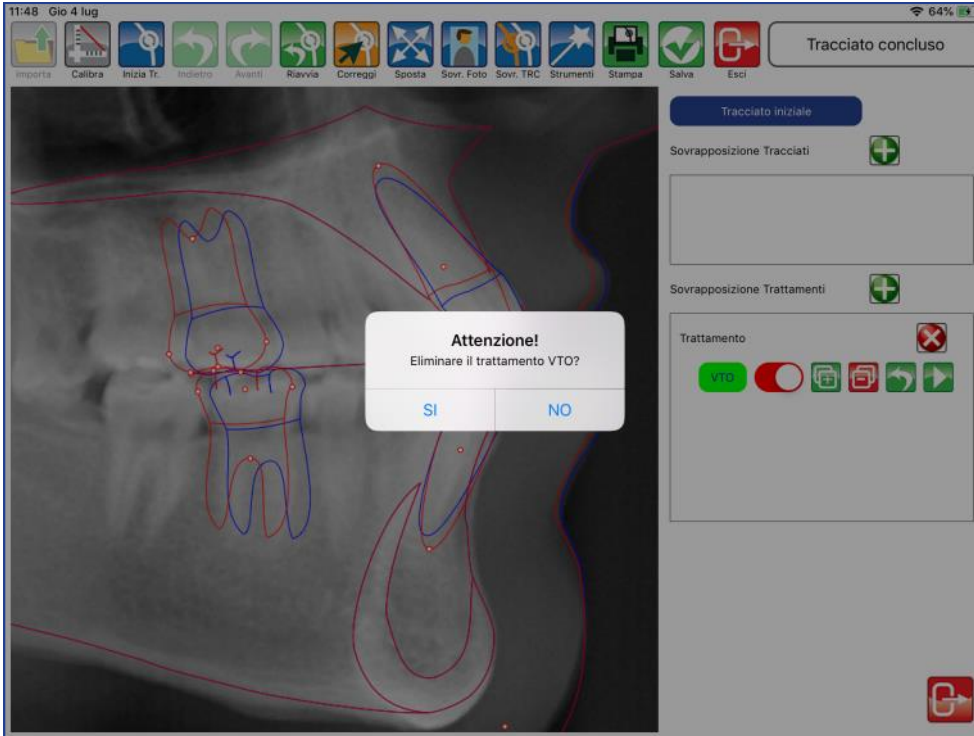 11:48 Gio 4 lug
64%
Importa
Calibra
Inizia Tr.
Indietro
Avanti
Riavvia
Correggi
Sposta
Sovr. Foto
Sovr. TRC
Strumenti
Stampa
Salva
Esci
Tracciato concluso
Tracciato iniziale
Sovrapposizione Tracciati
Sovrapposizione Trattamenti
Trattamento
VTO
Attenzione!
Eliminare il trattamento VTO?
SI
NO